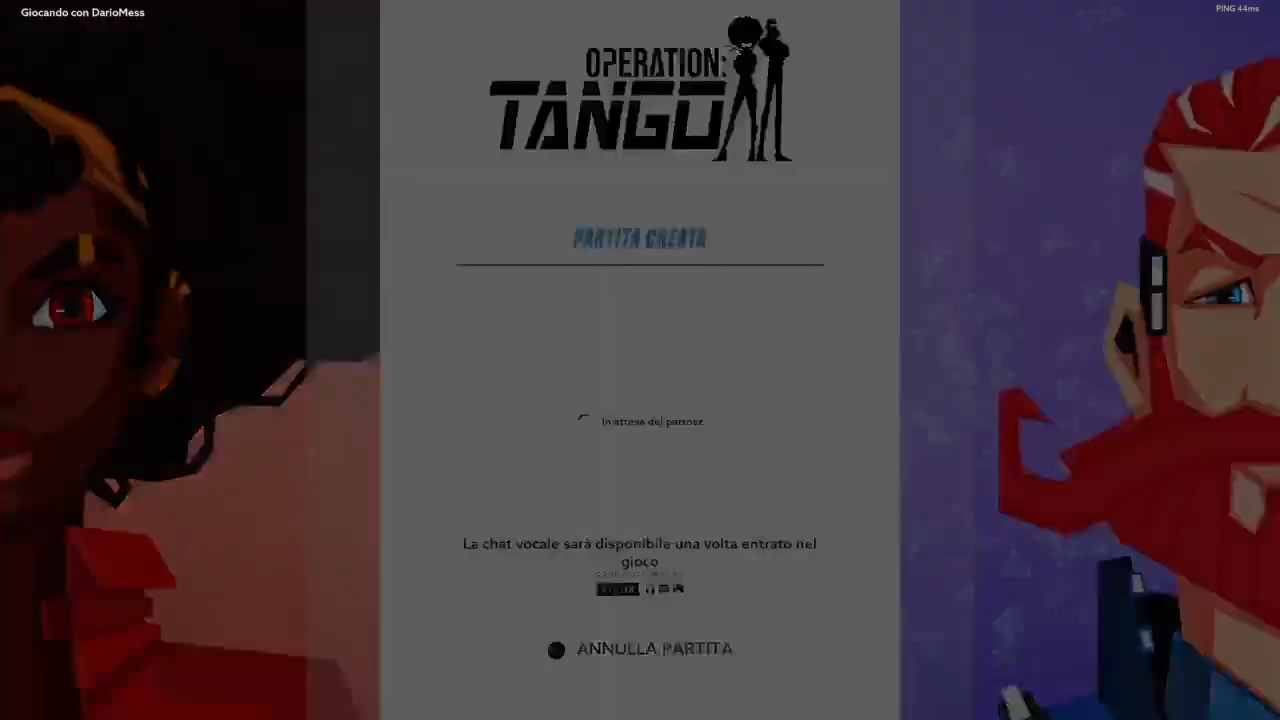 Giocando con DarioMess
PING 44ms
OPERATION:
TANGO
PARTITA CREATA
In attesa del partner
La chat vocale sarà disponibile una volta entrato nel
gioco
ANNULLA PARTITA